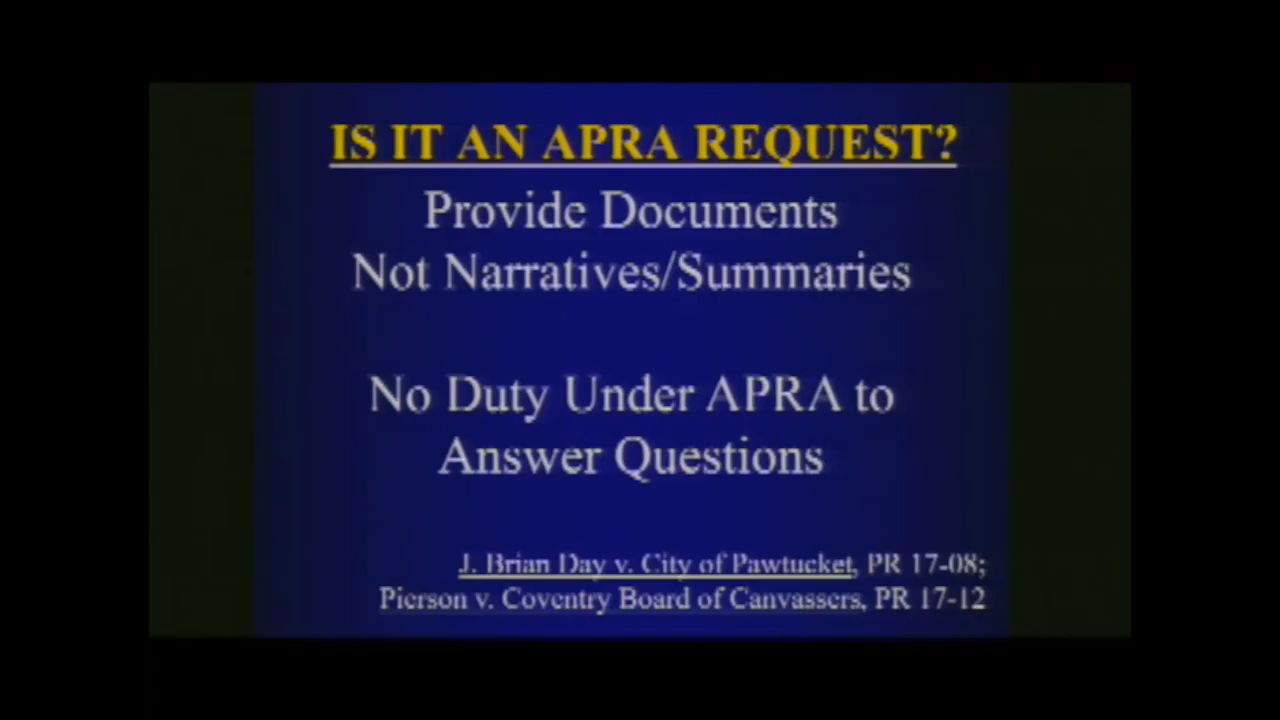 IS IT AN APRA REQUEST?
Provide Documents
Not Narratives/Summaries
No Duty Under APRA to
Answer Questions
J. Brian Day v. City of Pawtucket, PR 17-08;
Pierson v. Coventry Board of Canvassers, PR 17-12